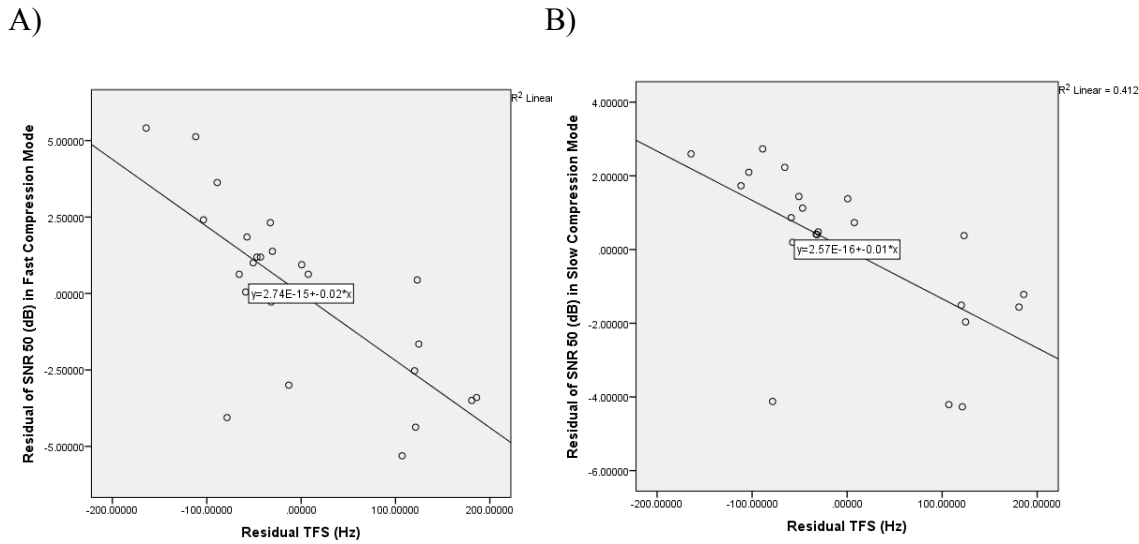 A)
B)
R² Linear
R² Linear = 0.412
Residual of SNR 50 (dB) in Fast Compression Mode
5.00000
2.50000
.00000
-2.50000
-5.00000
y=2.74E-15+-0.02*x
-200.00000 -100.00000 .00000 100.00000 200.00000
Residual TFS (Hz)
Residual of SNR 50 (dB) in Slow Compression Mode
4.00000
2.00000
.00000
-2.00000
-4.00000
-6.00000
y=2.57E-16+-0.01*x
-200.00000 -100.00000 .00000 100.00000 200.00000
Residual TFS (Hz)